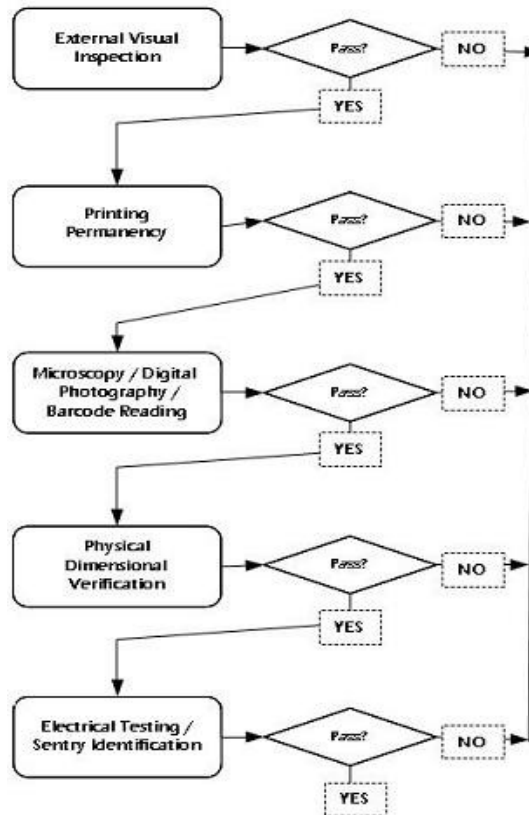 External Visual
Inspection
Pass?
NO
YES
Printing
Permanency
Pass?
NO
YES
Microscopy / Digital
Photography /
Barcode Reading
Pass?
NO
YES
Physical
Dimensional
Verification
Pass?
NO
YES
Electrical Testing /
Sentry Identification
Pass?
NO
YES